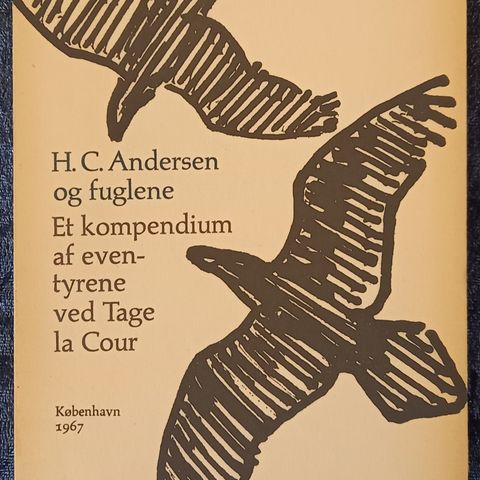 H. C. Andersen
og fuglene
Et kompendium
af even-
tyrene
ved Tage
la Cour
København
1967